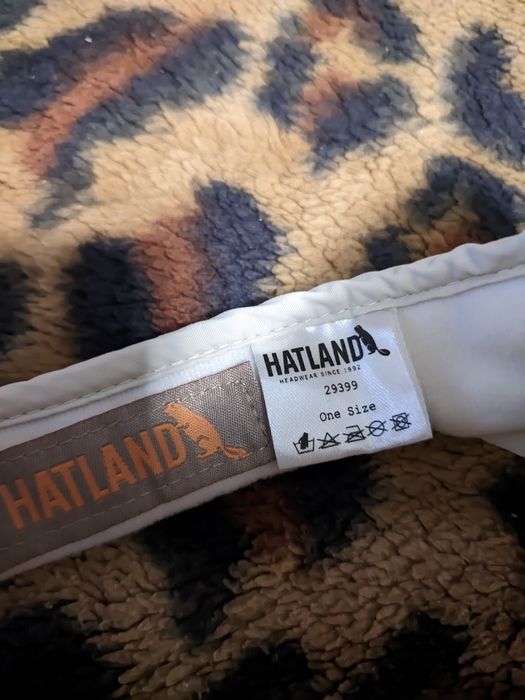 HATLAND
HEADWEAR SINCE 1992
29399
One Size
HATLAND